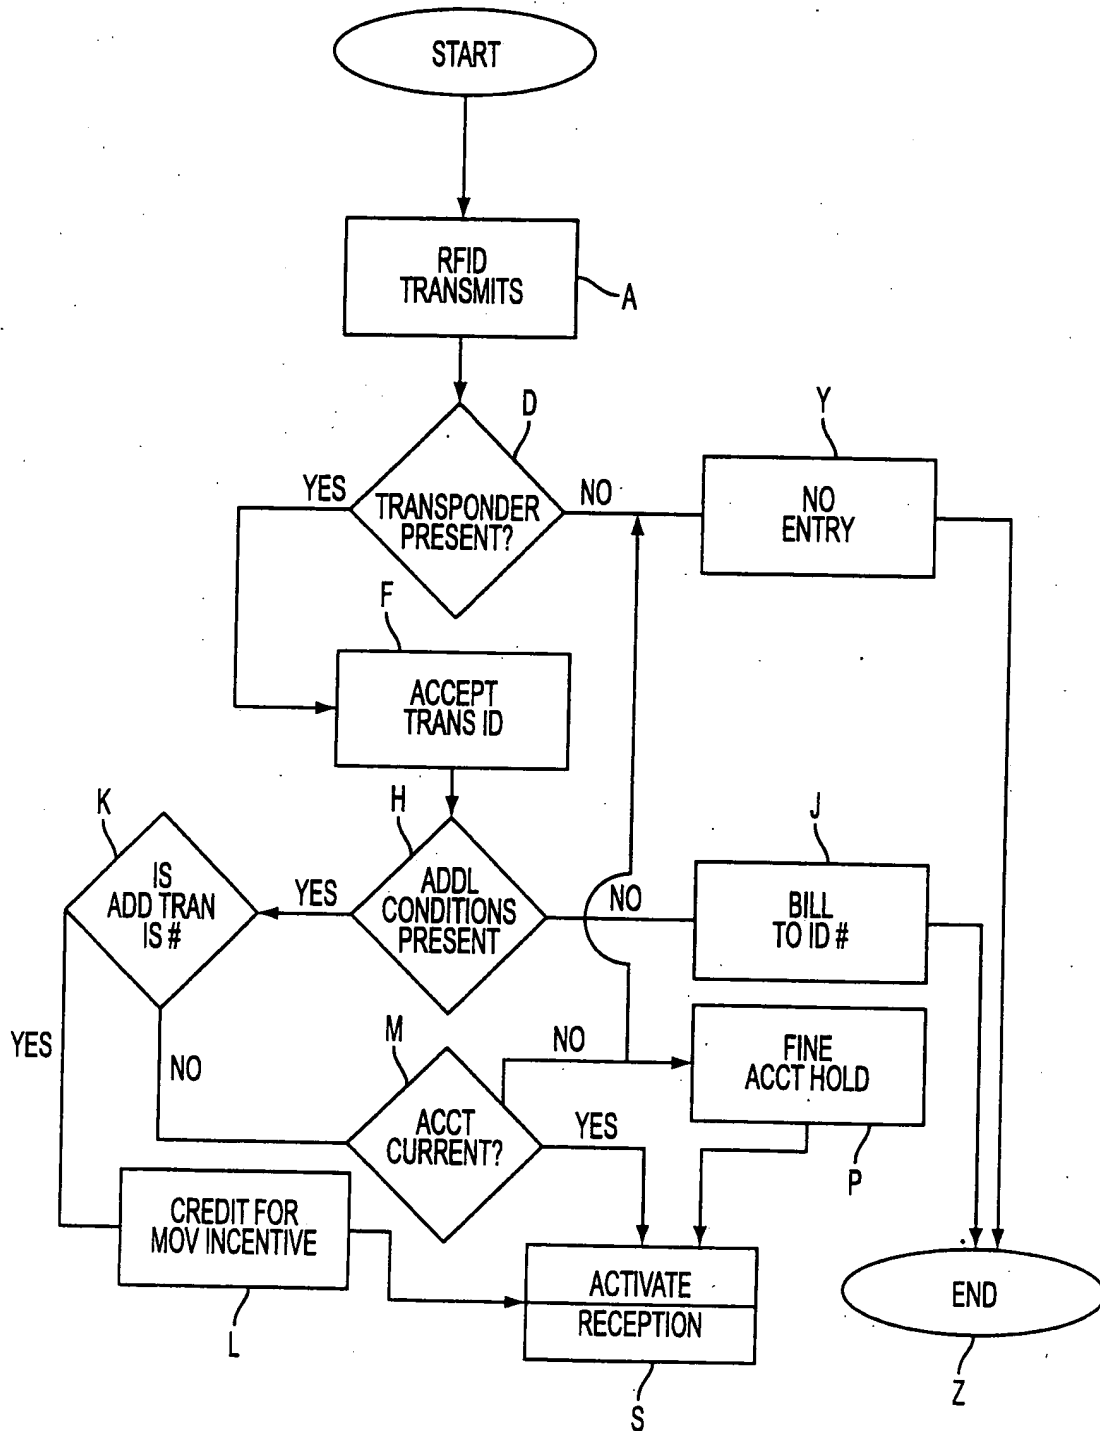 START
RFID
TRANSMITS
A
D
Y
YES
TRANSPONDER
PRESENT?
NO
NO
ENTRY
F
ACCEPT
TRANS ID
K
H
J
IS
ADD TRAN
IS #
YES
ADDL
CONDITIONS
PRESENT
NO
BILL
TO ID #
YES
NO
M
NO
FINE
ACCT HOLD
ACCT
CURRENT?
YES
P
CREDIT FOR
MOV INCENTIVE
L
ACTIVATE
RECEPTION
S
END
Z